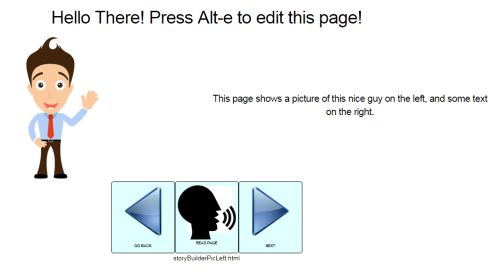 Hello There! Press Alt-e to edit this page!
This page shows a picture of this nice guy on the left, and some text
on the right.
GO BACK
READ PAGE
NEXT
storyBuilderPicLeft.html